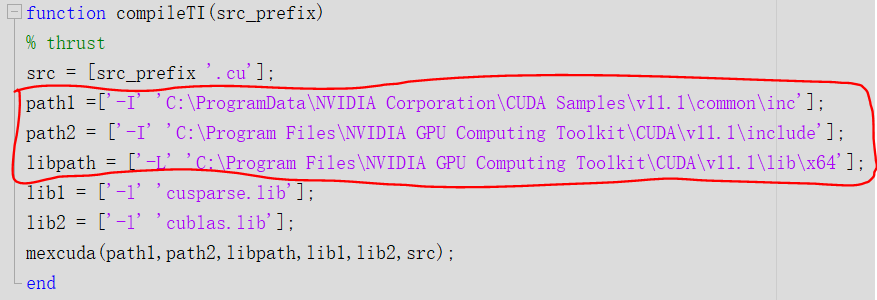 function compileTI(src_prefix)
% thrust
src = [src_prefix '.cu'];
path1 =['-I' 'C:\ProgramData\NVIDIA Corporation\CUDA Samples\v11.1\common\inc'];
path2 = ['-I' 'C:\Program Files\NVIDIA GPU Computing Toolkit\CUDA\v11.1\include'];
libpath = ['-L' 'C:\Program Files\NVIDIA GPU Computing Toolkit\CUDA\v11.1\lib\x64'];
lib1 = ['-l' 'cusparse.lib'];
lib2 = ['-l' 'cublas.lib'];
mexcuda(path1,path2,libpath,lib1,lib2,src);
end